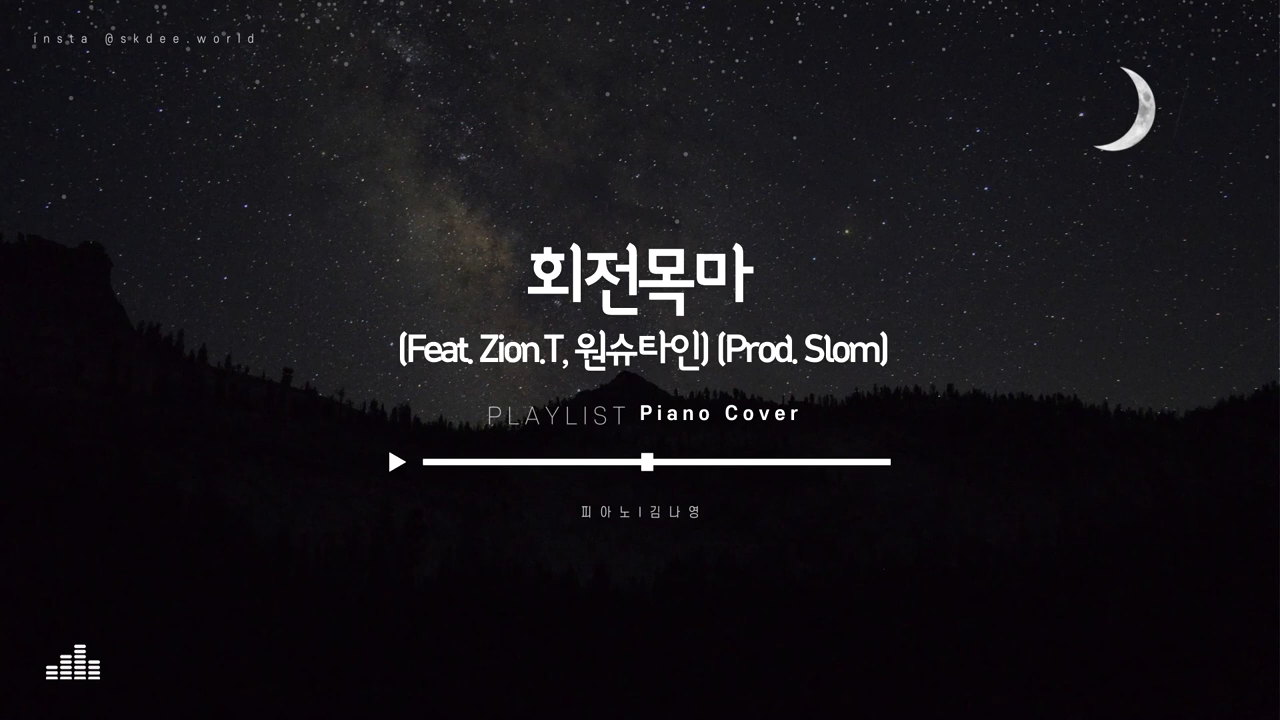 insta @skdee.world
회전목마
(Feat. Zion.T, 원슈타인) (Prod. Slom)
PLAYLIST Piano Cover
피아노 | 김나영